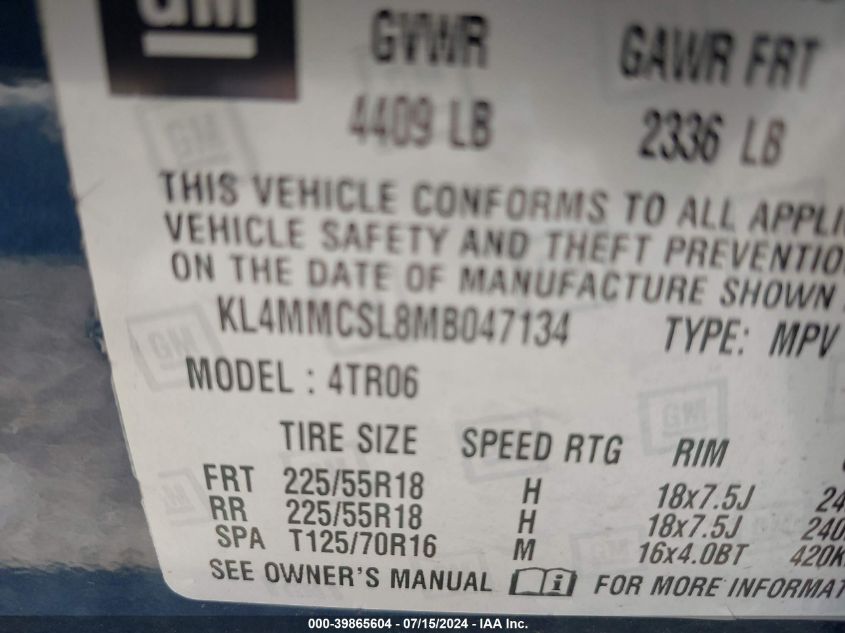 GM
GVWR GAWR FRT
4409 LB 2336 LB
THIS VEHICLE CONFORMS TO ALL
VEHICLE SAFETY AND THEFT
ON THE DATE OF MANUFACTURE SHOWN
KL4MMCSL8MB047134 TYPE: MPV
MODEL : 4TR06
TIRE SIZE SPEED RTG RIM
FRT 225/55R18 H 18x7.5J
RR 225/55R18 H 18x7.5J
SPA T125/70R16 M 16x4.0BT
SEE OWNER'S MANUAL FOR MORE
000-39865604 / 07/15/2024 - IAA Inc.